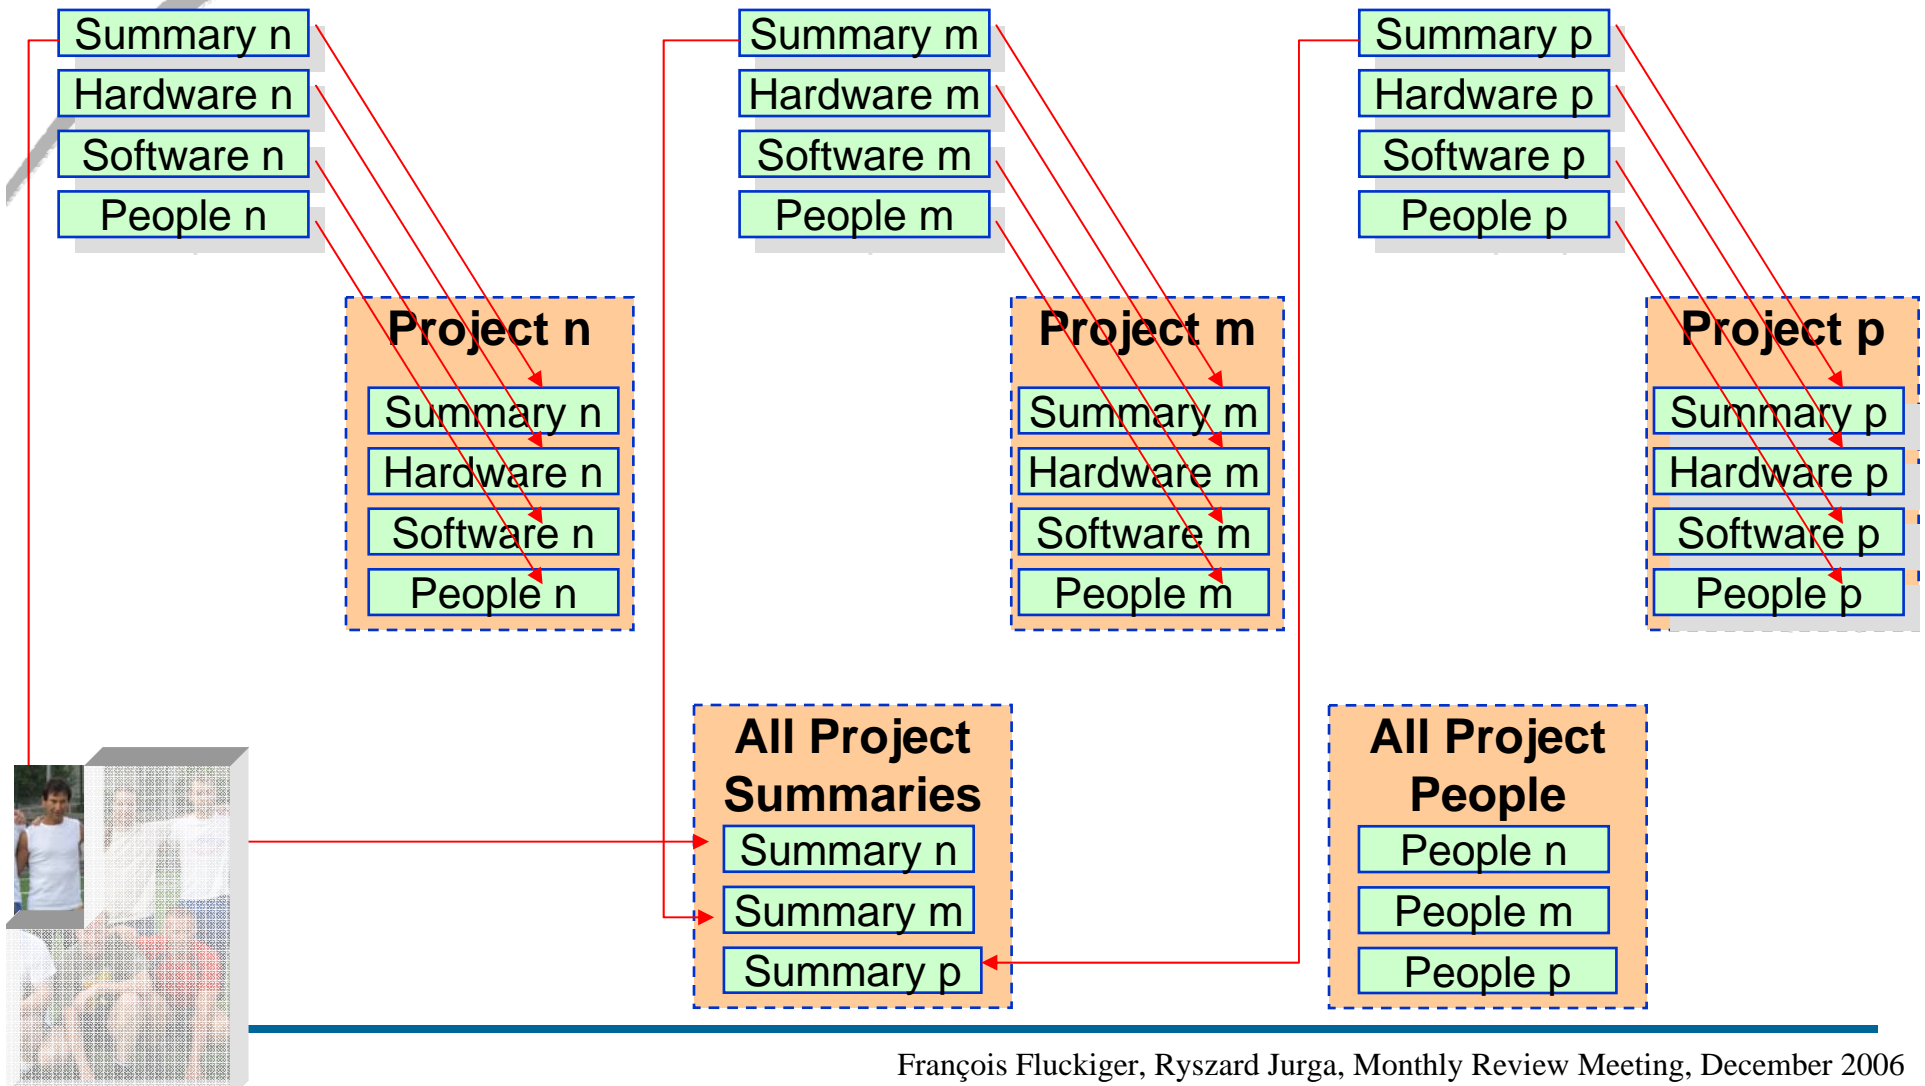 Summary n
Hardware n
Software n
People n
Summary m
Hardware m
Software m
People m
Summary p
Hardware p
Software p
People p
Project n
Summary n
Hardware n
Software n
People n
Project m
Summary m
Hardware m
Software m
People m
Project p
Summary p
Hardware p
Software p
People p
All Project
Summaries
Summary n
Summary m
Summary p
All Project
People
People n
People m
People p
François Fluckiger, Ryszard Jurga, Monthly Review Meeting, December 2006